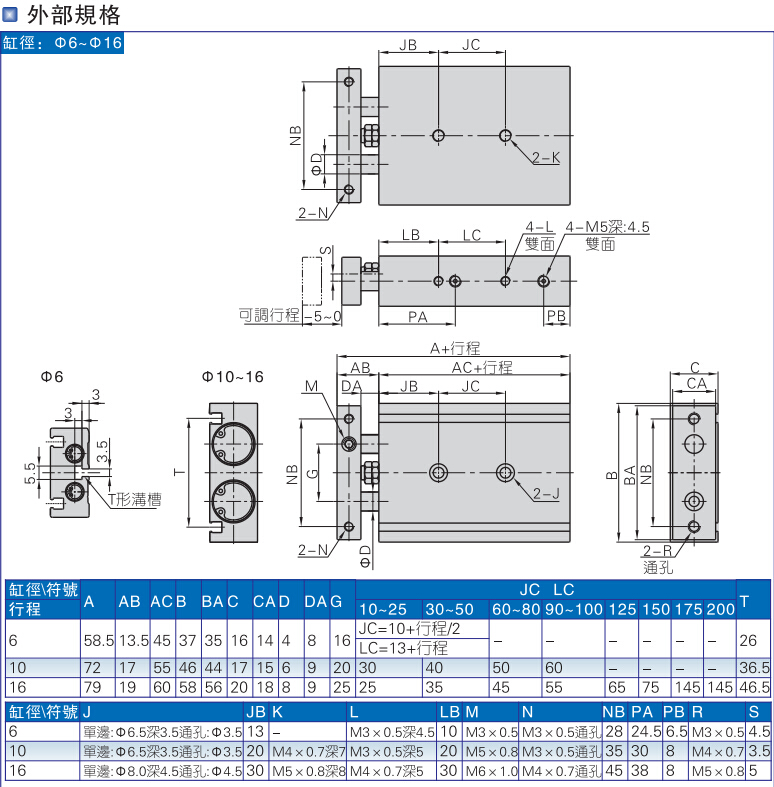 外部規格
缸徑: Φ6~Φ16
JB JC
NB
ΦD
2-K
2-N
LB LC
4-L
雙面
4-M5深:4.5
雙面
S
可調行程 -5~0
PA
PB
A+行程
AB AC+行程
DA JB JC
M
NB
G
2-J
2-N
ΦD
Φ6
3
3
3.5
5.5
T形溝槽
Φ10~16
T
C
CA
B
BA
NB
2-R
通孔
缸徑\符號 A AB AC B BA C CA D DA G JC LC T
行程 10~25 30~50 60~80 90~100 125 150 175 200
6 58.5 13.5 45 37 35 16 14 4 8 16 JC=10+行程/2 – – – – – – 26
LC=13+行程
10 72 17 55 46 44 17 15 6 9 20 30 40 50 60 – – – – 36.5
16 79 19 60 58 56 20 18 8 9 25 25 35 45 55 65 75 145 145 46.5
缸徑\符號 J JB K L LB M N NB PA PB R S
6 單邊:Φ6.5深3.5通孔:Φ3.5 13 – M3×0.5深4.5 10 M3×0.5 M3×0.5通孔 28 24.5 6.5 M3×0.5 4.5
10 單邊:Φ6.5深3.5通孔:Φ3.5 20 M4×0.7深7 M3×0.5深5 20 M5×0.8 M3×0.5通孔 35 30 8 M4×0.7 3.5
16 單邊:Φ8.0深4.5通孔:Φ4.5 30 M5×0.8深8 M4×0.7深5 30 M6×1.0 M4×0.7通孔 45 38 8 M5×0.8 5